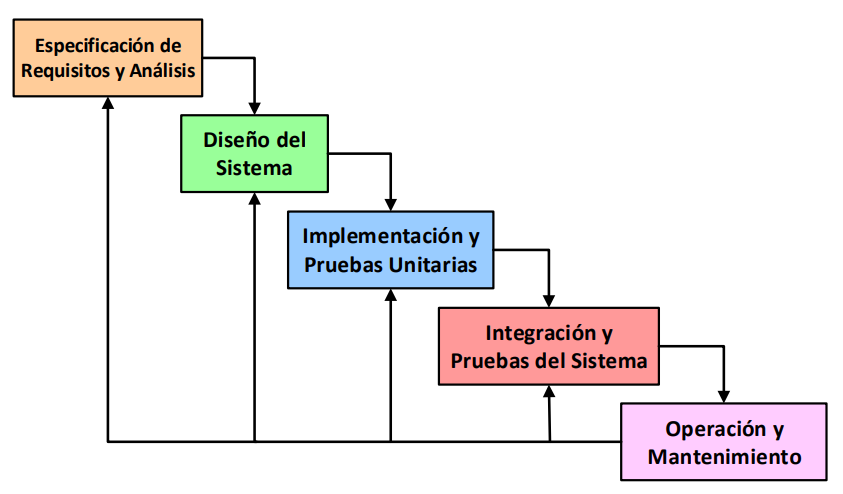 Especificación de
Requisitos y Análisis
Diseño del
Sistema
Implementación y
Pruebas Unitarias
Integración y
Pruebas del Sistema
Operación y
Mantenimiento